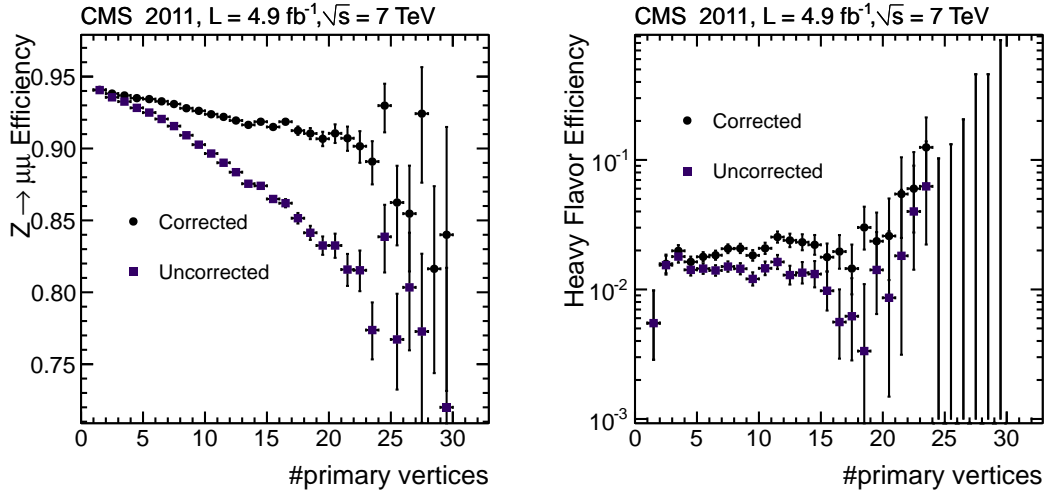 CMS 2011, L = 4.9 fb⁻¹,√s = 7 TeV
Z → μμ Efficiency
0.95
0.90
0.85
0.80
0.75
Corrected
Uncorrected
0 5 10 15 20 25 30
#primary vertices
CMS 2011, L = 4.9 fb⁻¹,√s = 7 TeV
Heavy Flavor Efficiency
10⁻¹
10⁻²
10⁻³
Corrected
Uncorrected
0 5 10 15 20 25 30
#primary vertices